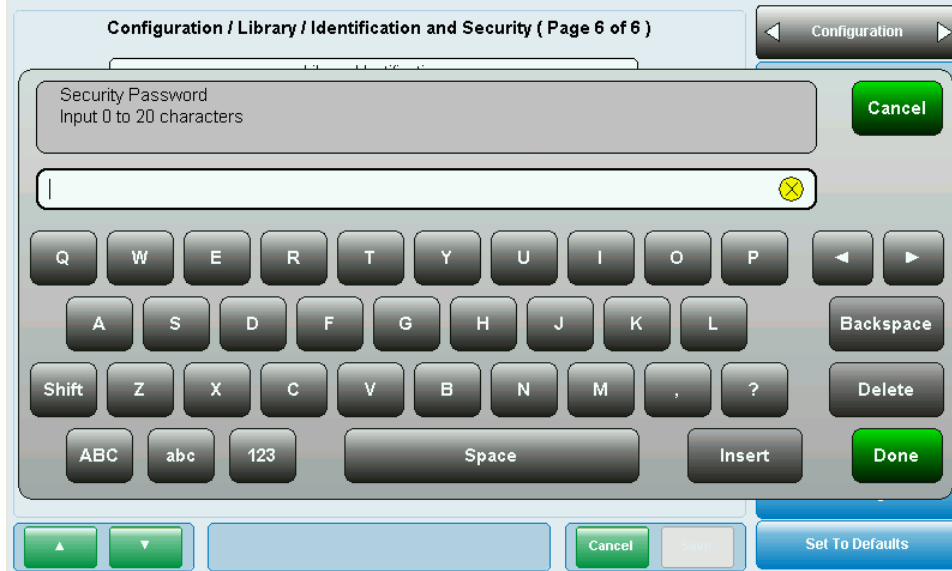 Configuration / Library / Identification and Security ( Page 6 of 6 )
Configuration
Security Password
Input 0 to 20 characters
Cancel
Q W E R T Y U I O P
A S D F G H J K L Backspace
Shift Z X C V B N M , ? Delete
ABC abc 123 Space Insert Done
Cancel Save Set To Defaults